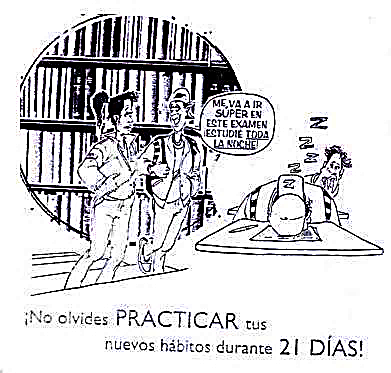 ME VA A IR
SÚPER EN
ESTE EXAMEN
¡ESTUDIÉ TODA
LA NOCHE!
Z
Z
Z
Z
Z
¡No olvides PRACTICAR tus
nuevos hábitos durante 21 DÍAS!